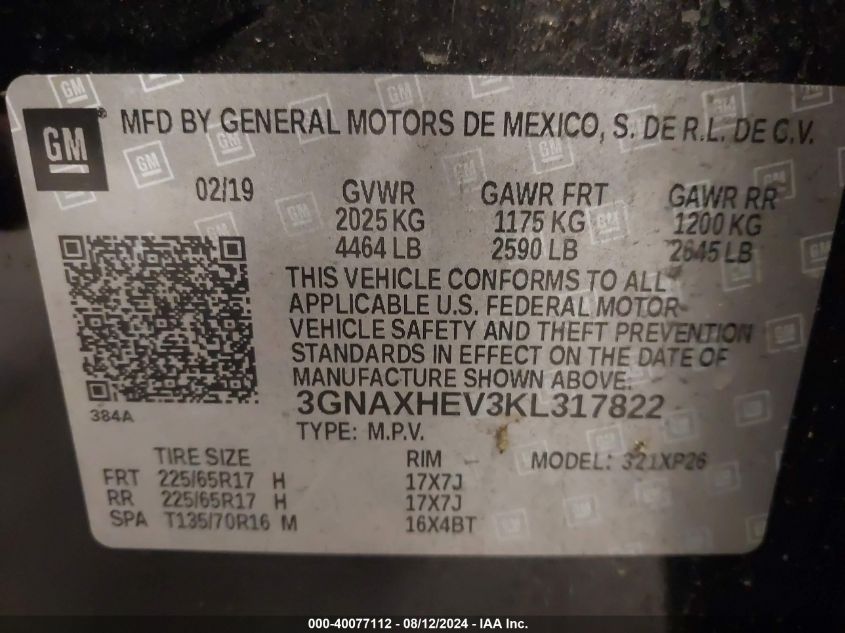 GM ® MFD BY GENERAL MOTORS DE MEXICO, S. DE R.L. DE C.V.
02/19 GVWR GAWR FRT GAWR RR
2025 KG 1175 KG 1200 KG
4464 LB 2590 LB 2645 LB
THIS VEHICLE CONFORMS TO ALL
APPLICABLE U.S. FEDERAL MOTOR
VEHICLE SAFETY AND THEFT PREVENTION
STANDARDS IN EFFECT ON THE DATE OF
MANUFACTURE SHOWN ABOVE.
384A 3GNAXHEV3KL317822
TYPE: M.P.V.
TIRE SIZE RIM MODEL: 321XP26
FRT 225/65R17 H 17X7J
RR 225/65R17 H 17X7J
SPA T135/70R16 M 16X4BT
000-40077112 - 08/12/2024 - IAA Inc.